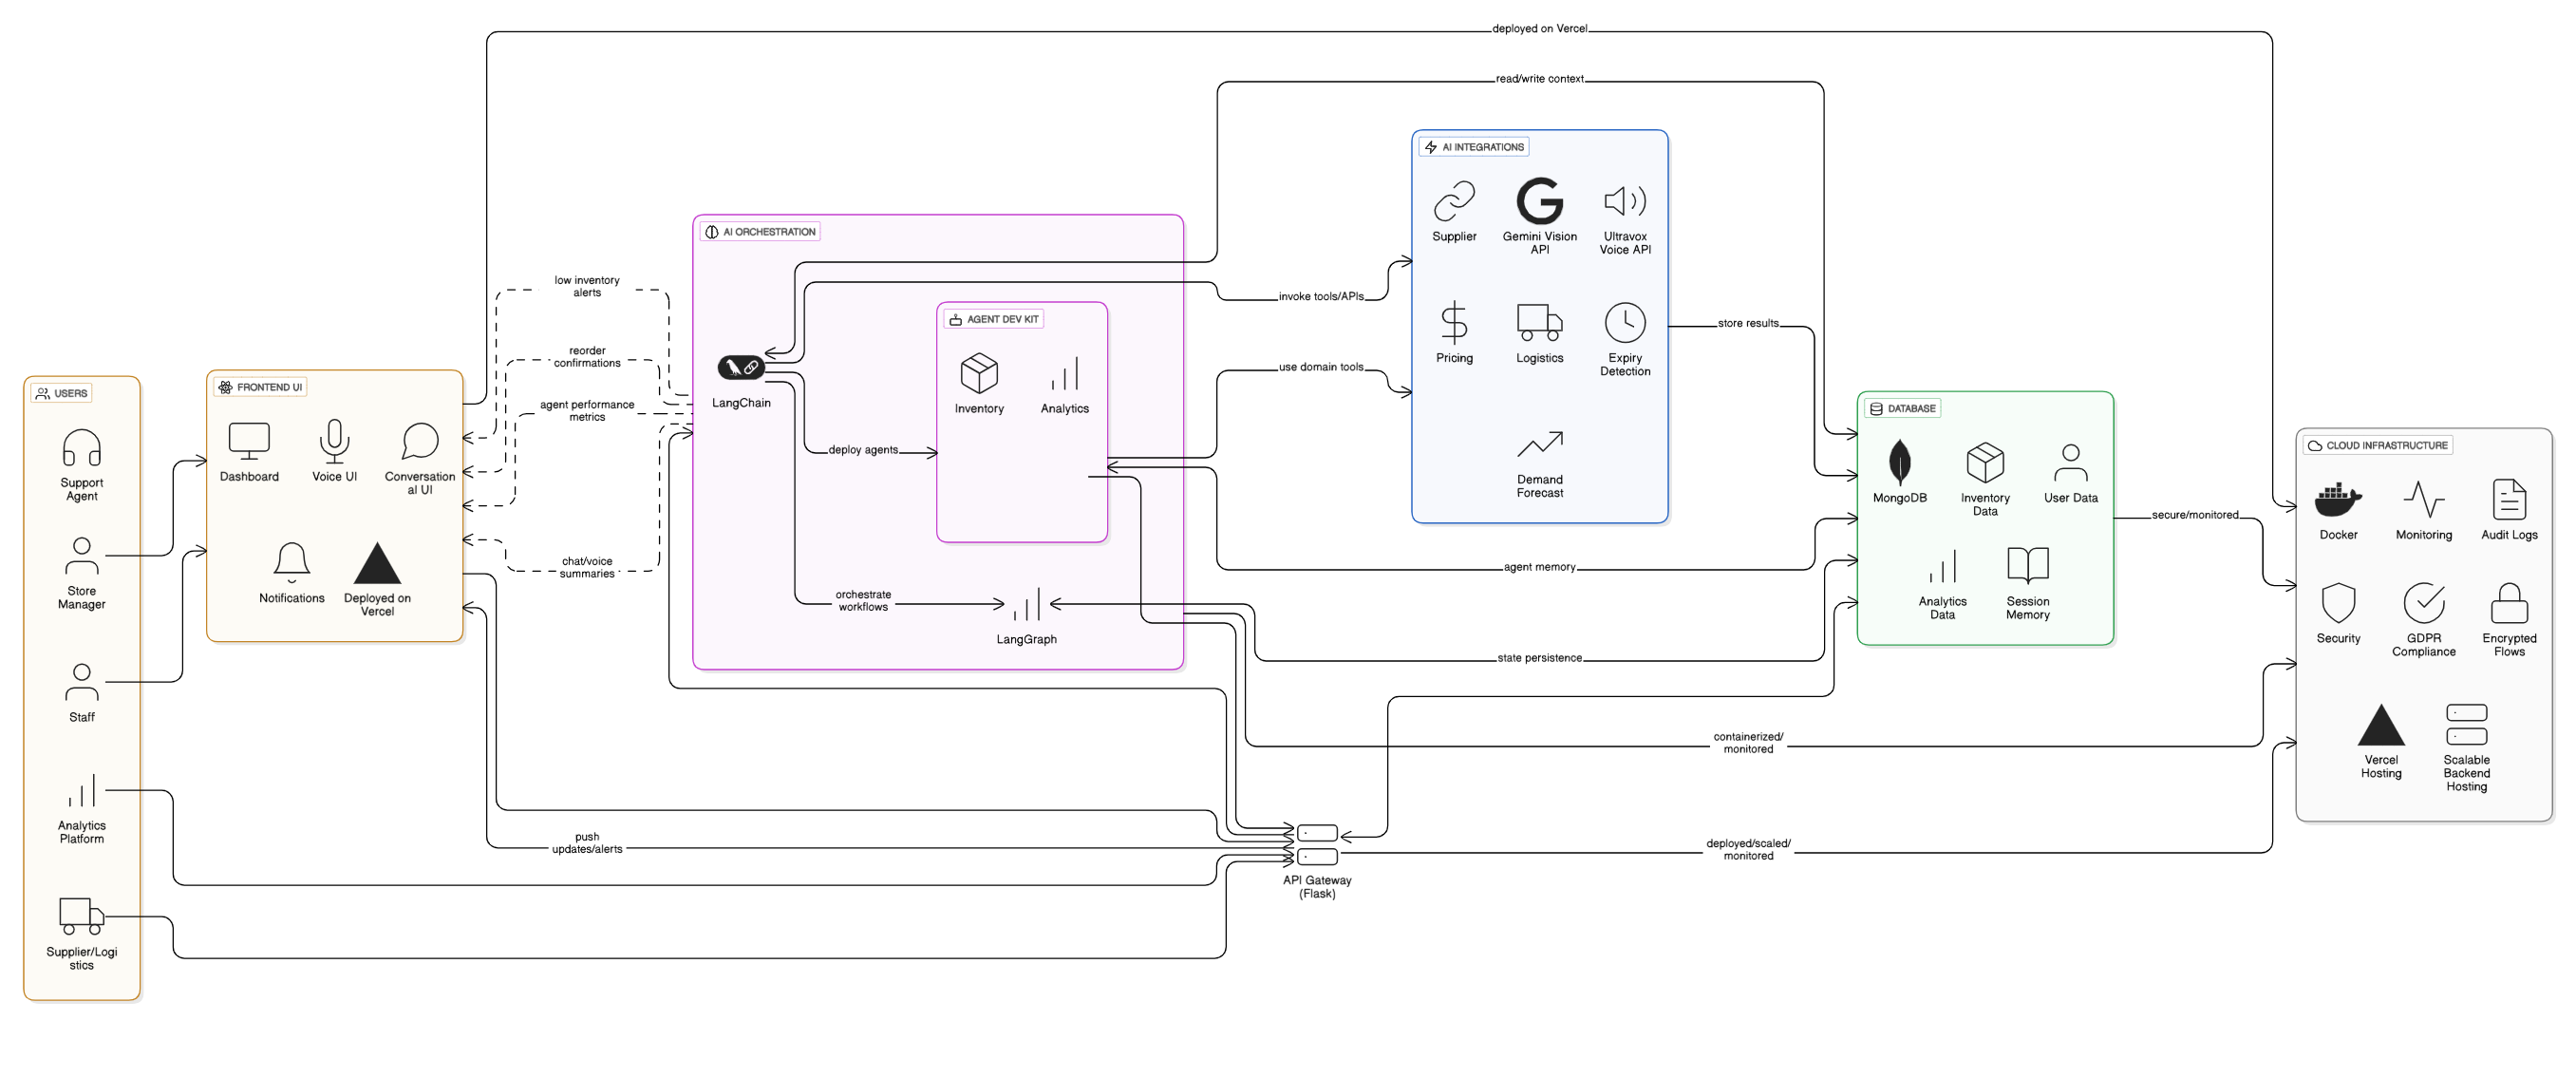 deployed on Vercel
read/write context
AI INTEGRATIONS
Supplier
Gemini Vision
API
Ultravox
Voice API
Pricing
Logistics
Expiry
Detection
Demand
Forecast
AI ORCHESTRATION
LangChain
AGENT DEV KIT
Inventory
Analytics
deploy agents
orchestrate
workflows
LangGraph
low inventory
alerts
reorder
confirmations
agent performance
metrics
chat/voice
summaries
invoke tools/APIs
use domain tools
store results
agent memory
state persistence
USERS
Support
Agent
Store
Manager
Staff
Analytics
Platform
Supplier/Logi
stics
FRONTEND UI
Dashboard
Voice UI
Conversation
al UI
Notifications
Deployed on
Vercel
DATABASE
MongoDB
Inventory
Data
User Data
Analytics
Data
Session
Memory
secure/monitored
CLOUD INFRASTRUCTURE
Docker
Monitoring
Audit Logs
Security
GDPR
Compliance
Encrypted
Flows
Vercel
Hosting
Scalable
Backend
Hosting
containerized/
monitored
push
updates/alerts
deployed/scaled/
monitored
API Gateway
(Flask)